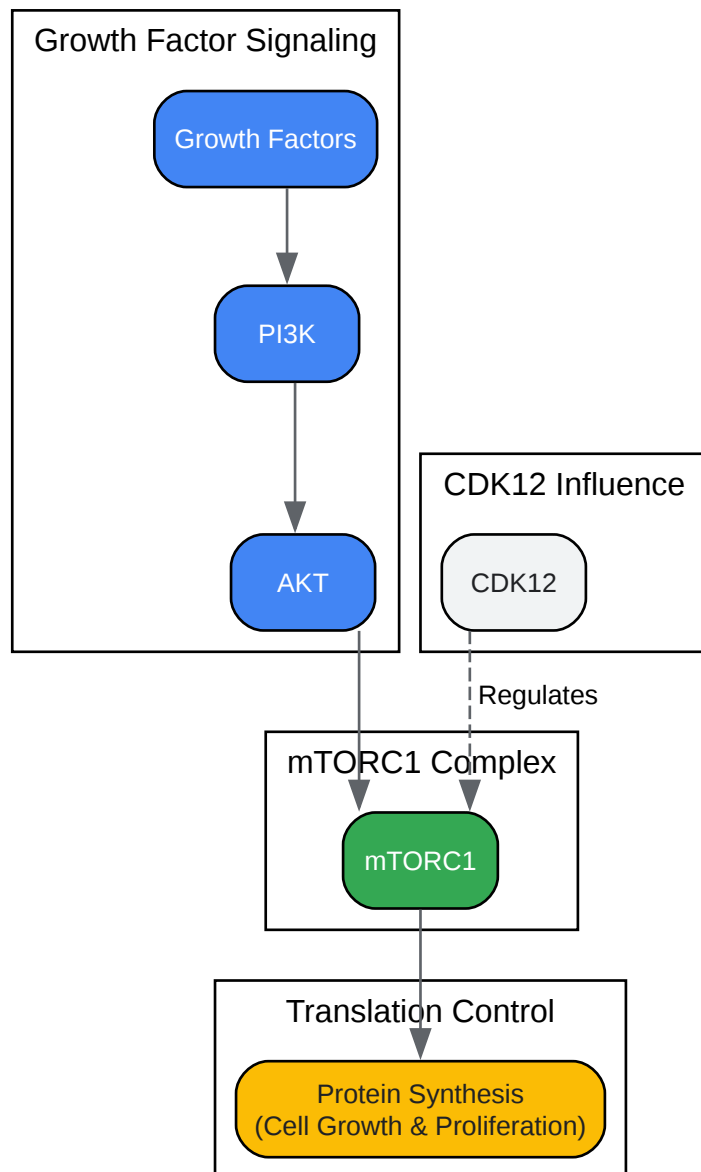 Growth Factor Signaling
Growth Factors
PI3K
AKT
CDK12 Influence
CDK12
Regulates
mTORC1 Complex
mTORC1
Translation Control
Protein Synthesis
(Cell Growth & Proliferation)